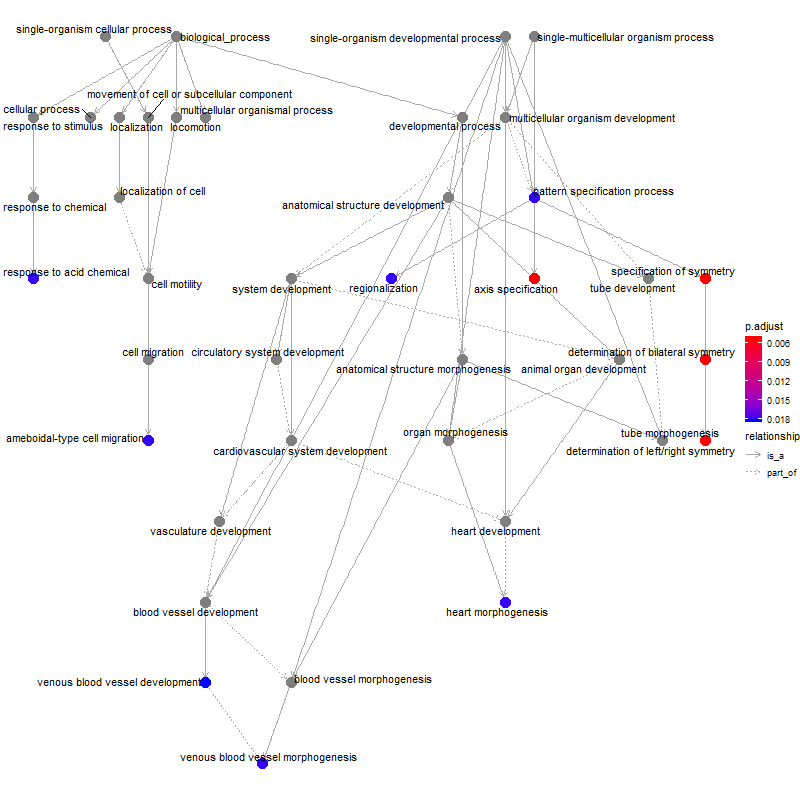 single-organism cellular process
biological_process
single-organism developmental process
single-multicellular organism process
movement of cell or subcellular component
cellular process
multicellular organismal process
response to stimulus
localization
locomotion
developmental process
multicellular organism development
localization of cell
pattern specification process
response to chemical
anatomical structure development
response to acid chemical
cell motility
system development
regionalization
axis specification
specification of symmetry
tube development
cell migration
circulatory system development
determination of bilateral symmetry
anatomical structure morphogenesis
animal organ development
ameboidal-type cell migration
organ morphogenesis
tube morphogenesis
cardiovascular system development
determination of left/right symmetry
vasculature development
heart development
blood vessel development
heart morphogenesis
venous blood vessel development
blood vessel morphogenesis
venous blood vessel morphogenesis
p.adjust
0.006
0.009
0.012
0.015
0.018
relationship
is_a
part_of